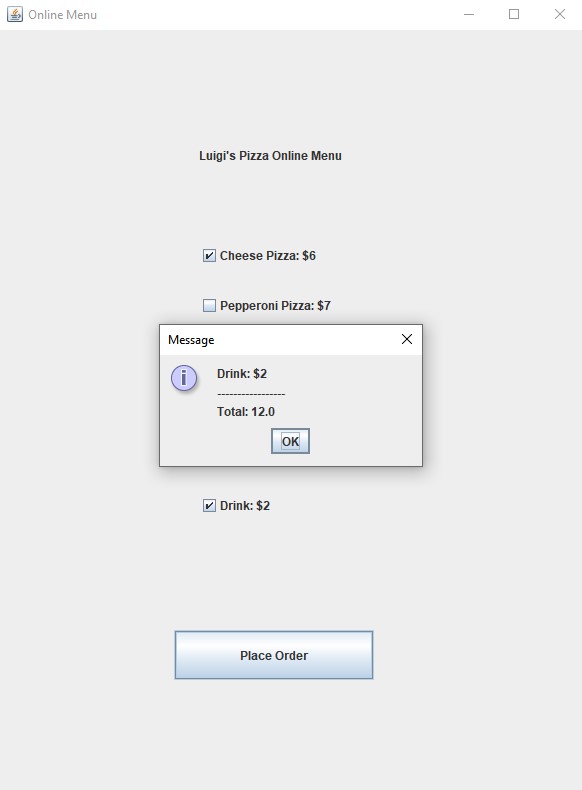 Online Menu
Luigi's Pizza Online Menu
Cheese Pizza: $6
Pepperoni Pizza: $7
Message
Drink: $2
-----------------
Total: 12.0
OK
Drink: $2
Place Order